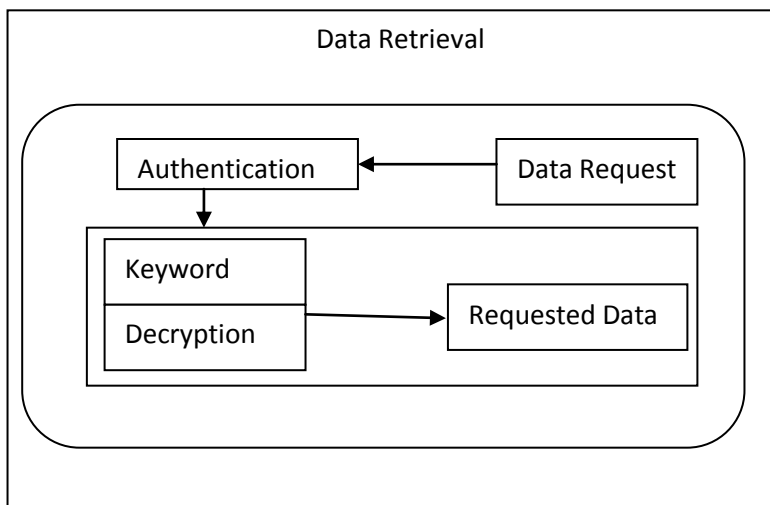 Data Retrieval
Authentication
Data Request
Keyword
Decryption
Requested Data